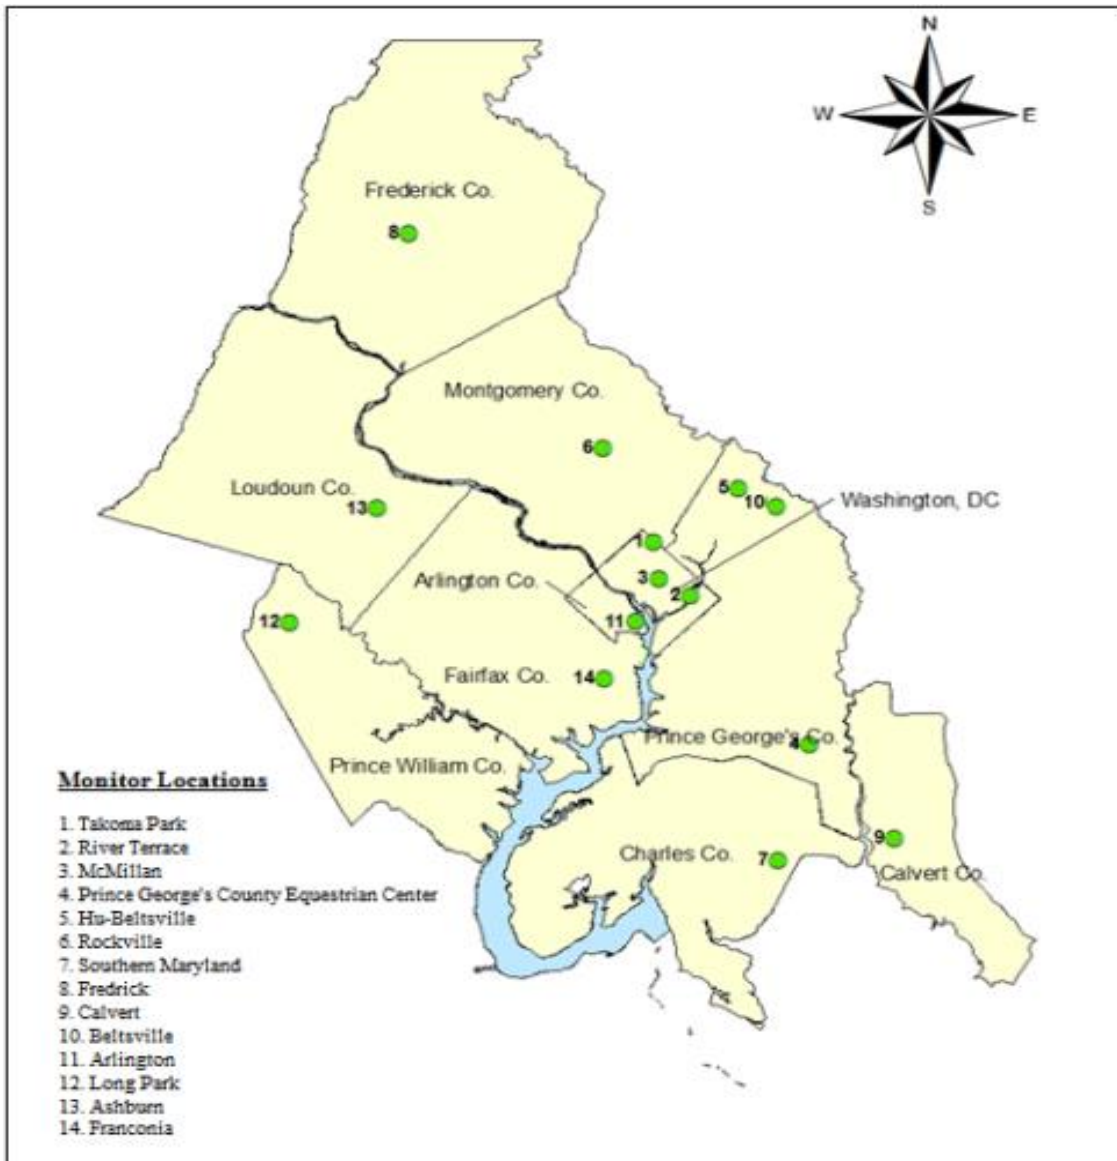 N
W
E
S
Frederick Co.
8
Montgomery Co.
6
Loudoun Co.
13
5
10
Washington, DC
1
3
2
Arlington Co.
11
12
Fairfax Co.
14
Prince George's Co.
4
Prince William Co.
Charles Co.
7
9
Calvert Co.
Monitor Locations
1. Takoma Park
2. River Terrace
3. McMillan
4. Prince George's County Equestrian Center
5. Hu-Beltsville
6. Rockville
7. Southern Maryland
8. Fredrick
9. Calvert
10. Beltsville
11. Arlington
12. Long Park
13. Ashburn
14. Franconia